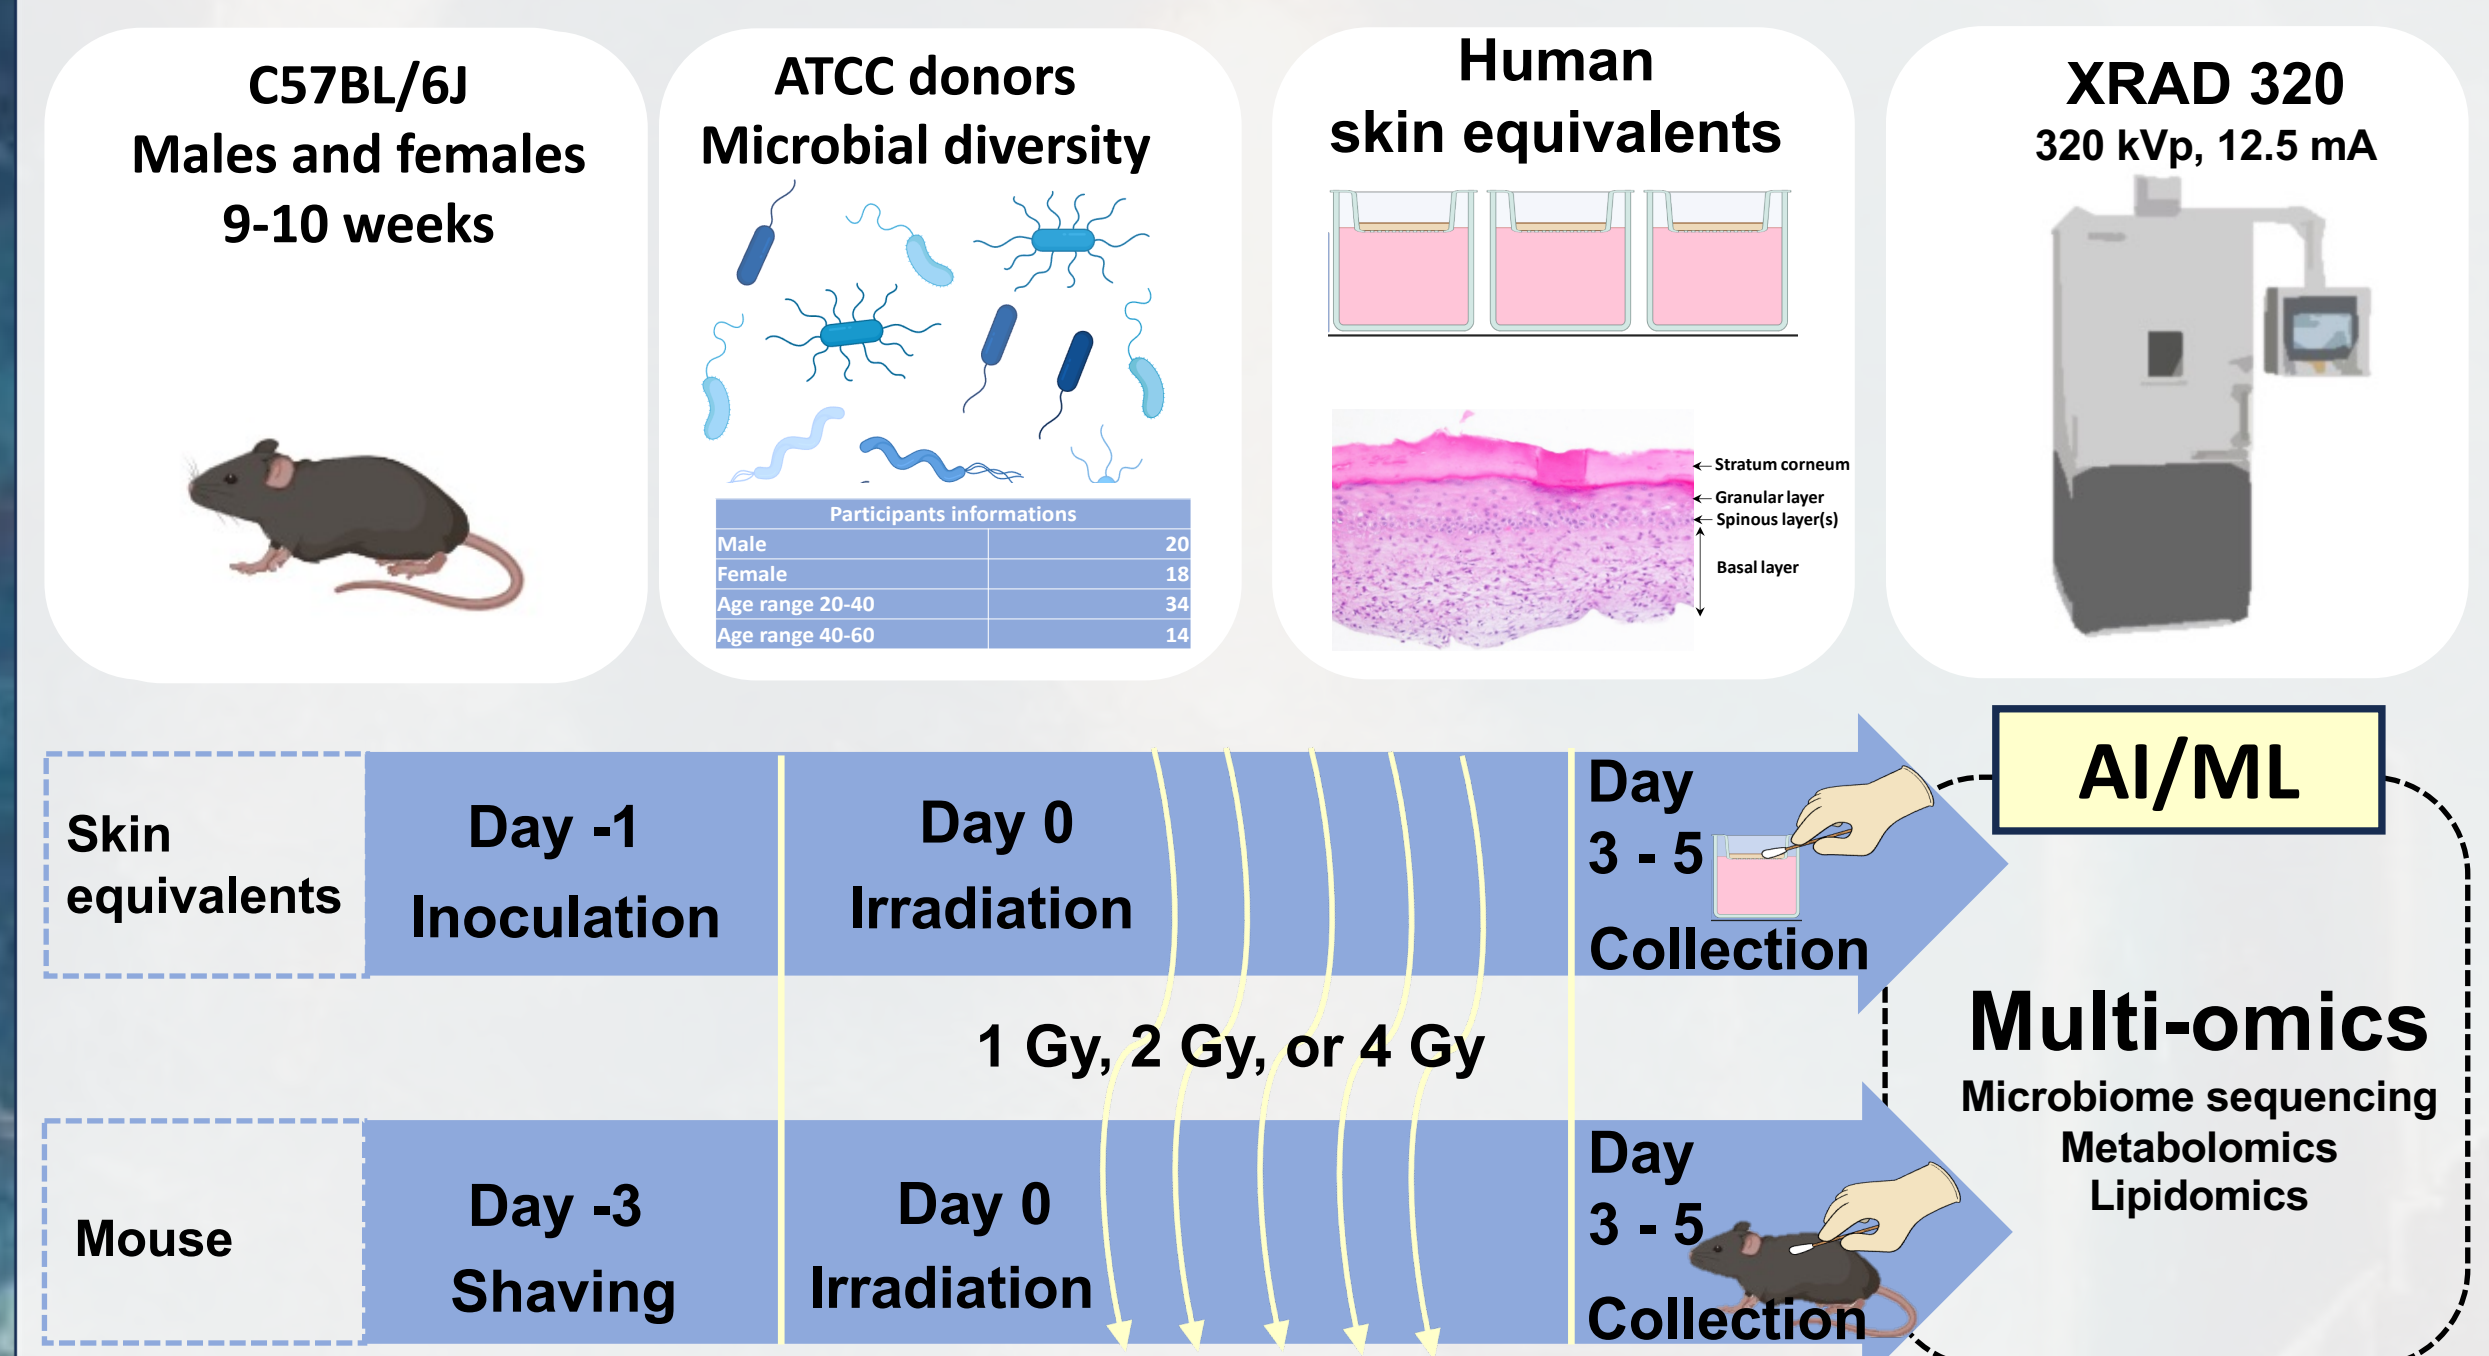 C57BL/6J
Males and females
9-10 weeks
ATCC donors
Microbial diversity
Participants informations
Male 20
Female 18
Age range 20-40 34
Age range 40-60 14
Human
skin equivalents
Stratum corneum
Granular layer
Spinous layer(s)
Basal layer
XRAD 320
320 kVp, 12.5 mA
Skin
equivalents
Day -1
Inoculation
Day 0
Irradiation
Day
3 - 5
Collection
1 Gy, 2 Gy, or 4 Gy
Mouse
Day -3
Shaving
Day 0
Irradiation
Day
3 - 5
Collection
AI/ML
Multi-omics
Microbiome sequencing
Metabolomics
Lipidomics